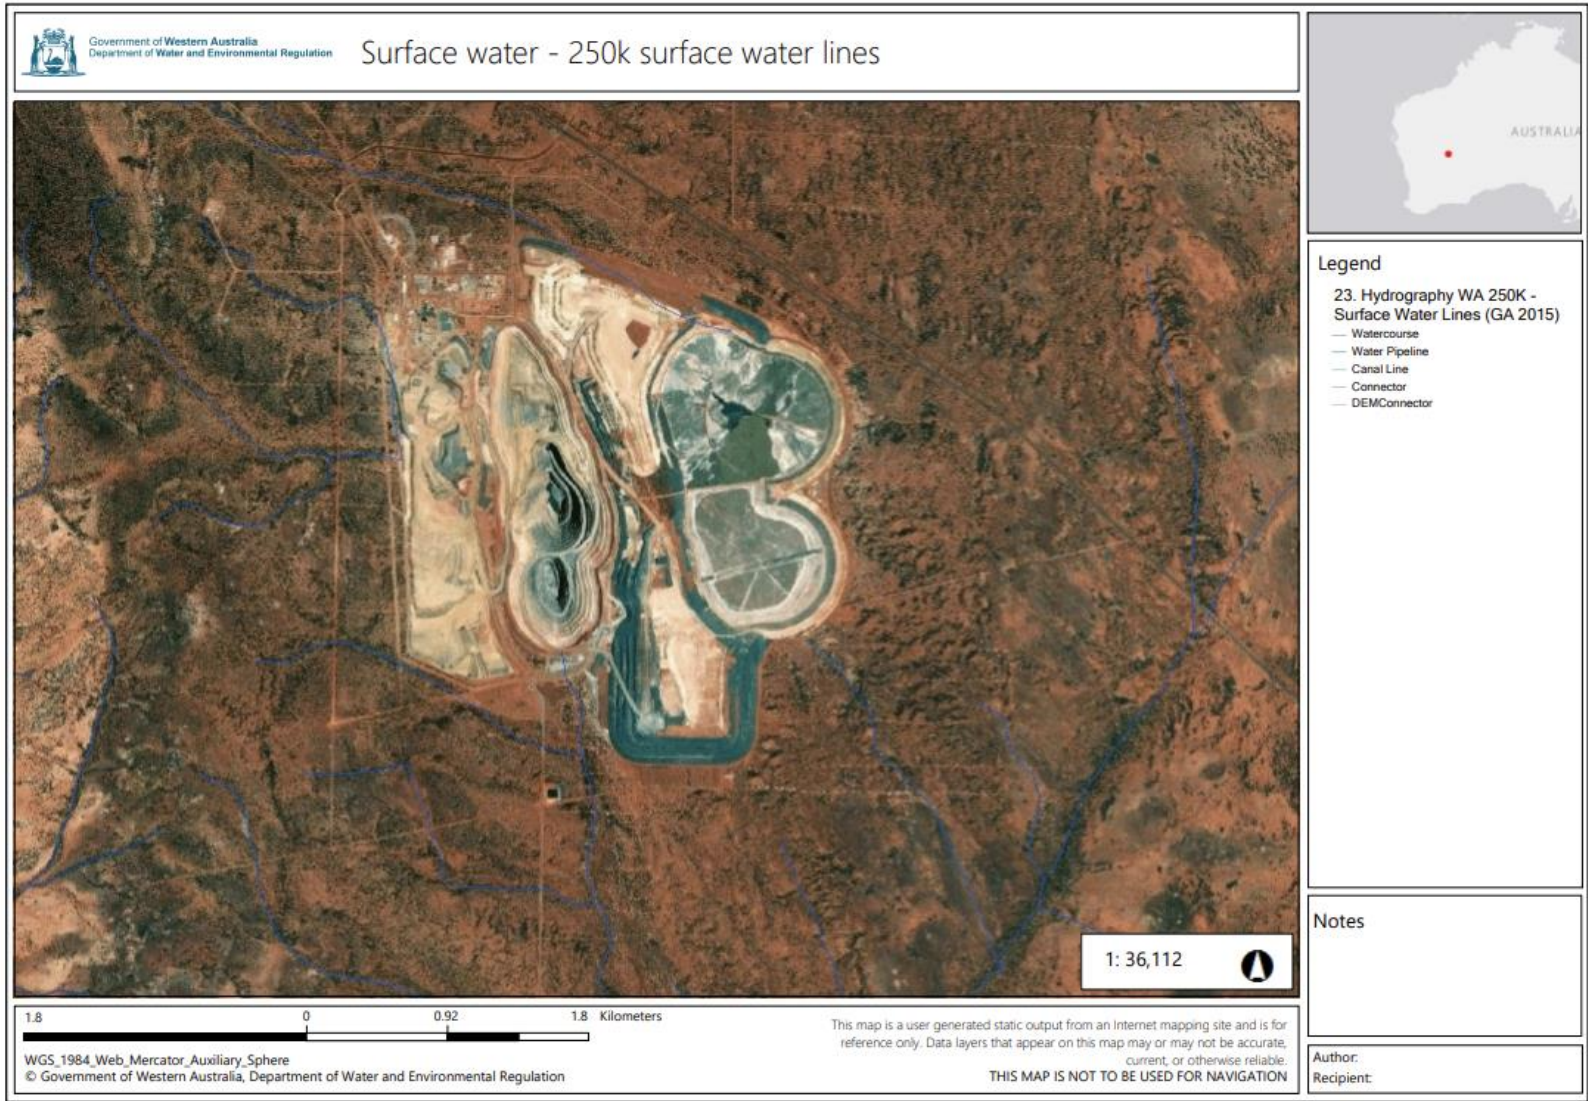 Government of Western Australia
Department of Water and Environmental Regulation
Surface water - 250k surface water lines
AUSTRALIA
Legend
23. Hydrography WA 250K -
Surface Water Lines (GA 2015)
Watercourse
Water Pipeline
Canal Line
Connector
DEMConnector
1: 36,112
Notes
1.8 0 0.92 1.8 Kilometers
WGS_1984_Web_Mercator_Auxiliary_Sphere
© Government of Western Australia, Department of Water and Environmental Regulation
This map is a user generated static output from an Internet mapping site and is for
reference only. Data layers that appear on this map may or may not be accurate,
current, or otherwise reliable.
THIS MAP IS NOT TO BE USED FOR NAVIGATION
Author:
Recipient: